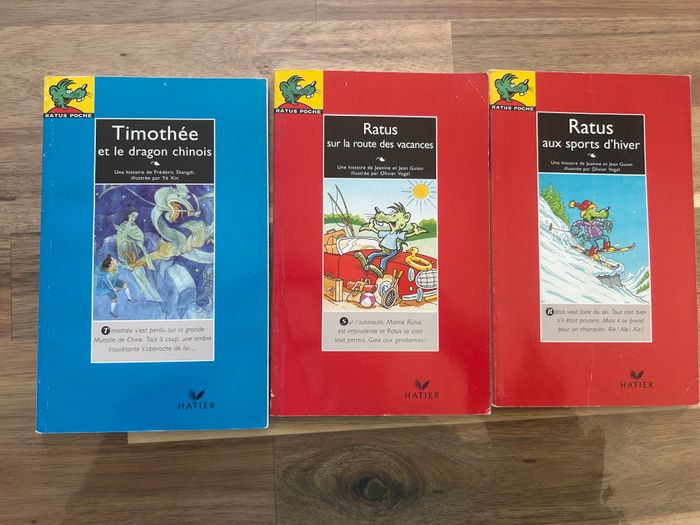 RATUS POCHE
Timothée
et le dragon chinois
Une histoire de Frédéric Shangdi,
illustrée par Yé Xin
Timothée s'est perdu sur la grande
Muraille de Chine. Tout à coup, une ombre
inquiétante s'approche de lui...
HATIER
RATUS POCHE
Ratus
sur la route des vacances
Une histoire de Jeanine et Jean Guion
illustrée par Olivier Vogel
Sur l'autoroute, Mamie Ratus
est imprudente et Ratus se croit
tout permis. Gare aux gendarmes !
HATIER
RATUS POCHE
Ratus
aux sports d'hiver
Une histoire de Jeanine et Jean Guion
illustrée par Olivier Vogel
Ratus veut faire du ski. Tout irait bien
s'il était prudent. Mais il se prend
pour un champion. Aïe ! Aïe !
HATIER